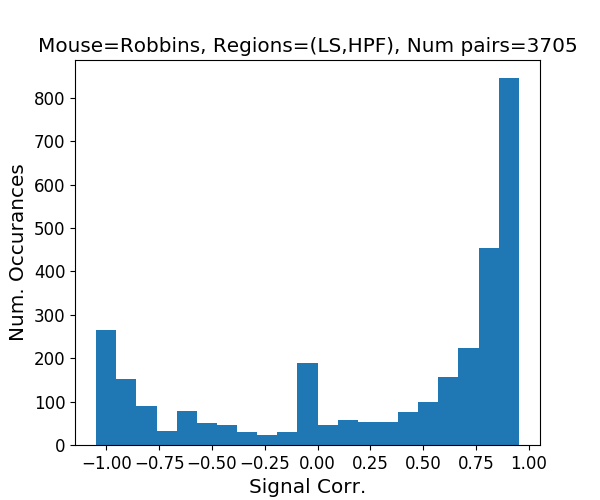 Mouse=Robbins, Regions=(LS,HPF), Num pairs=3705
800
700
600
500
400
300
200
100
0
Num. Occurances
−1.00 −0.75 −0.50 −0.25 0.00 0.25 0.50 0.75 1.00
Signal Corr.